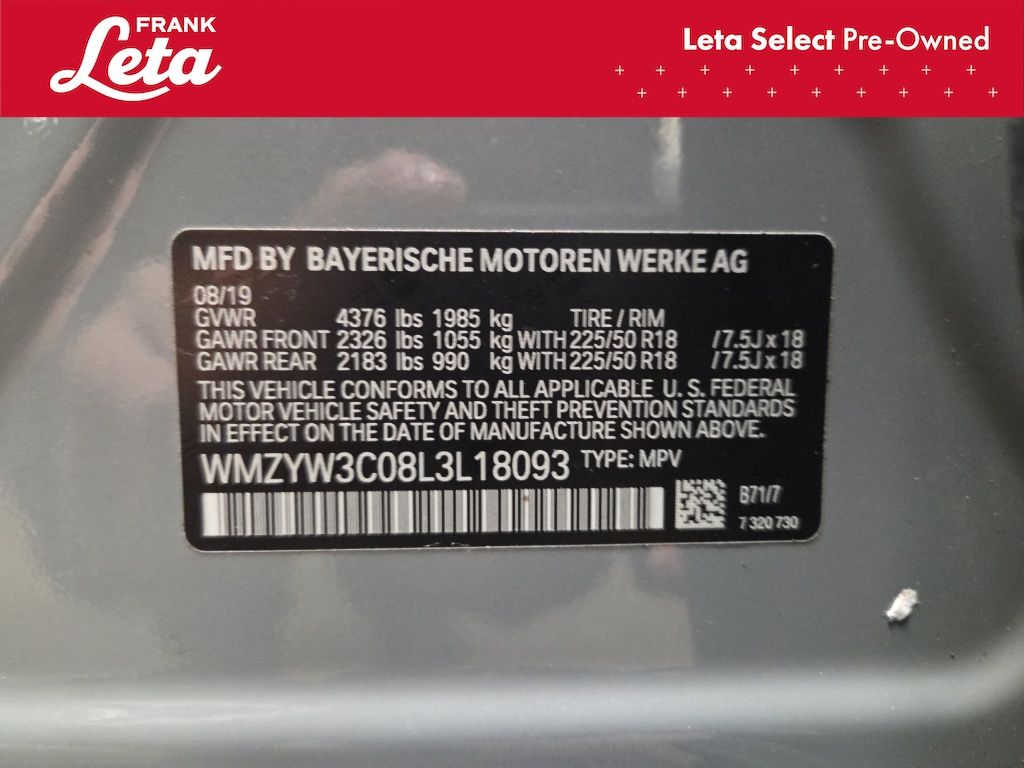 FRANK
Leta
Leta Select Pre-Owned
MFD BY BAYERISCHE MOTOREN WERKE AG
08/19
GVWR 4376 lbs 1985 kg TIRE / RIM
GAWR FRONT 2326 lbs 1055 kg WITH 225/50 R18 /7.5J x 18
GAWR REAR 2183 lbs 990 kg WITH 225/50 R18 /7.5J x 18
THIS VEHICLE CONFORMS TO ALL APPLICABLE U. S. FEDERAL
MOTOR VEHICLE SAFETY AND THEFT PREVENTION STANDARDS
IN EFFECT ON THE DATE OF MANUFACTURE SHOWN ABOVE.
WMZYW3C08L3L18093 TYPE: MPV
B71/7
7 320 730